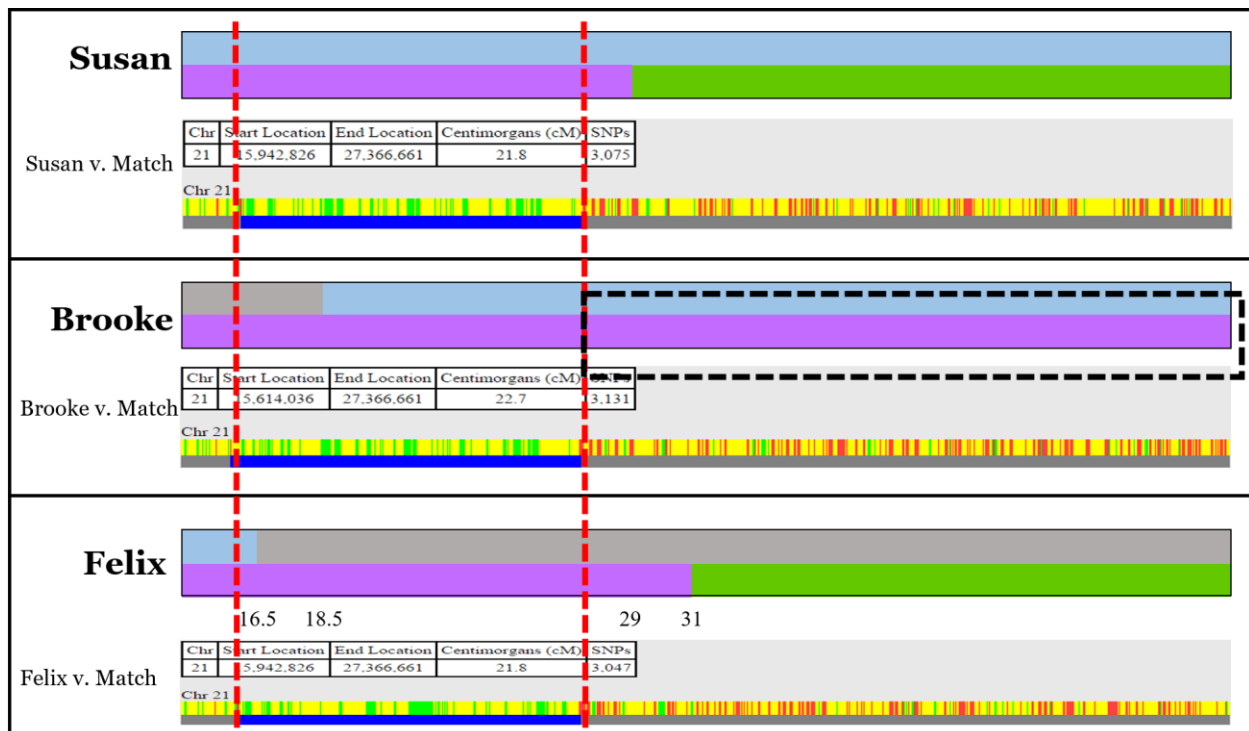 Susan
Chr Start Location End Location Centimorgans (cM) SNPs
21 15,942,826 27,366,661 21.8 3,075
Susan v. Match
Chr 21
Brooke
Chr Start Location End Location Centimorgans (cM) SNPs
21 15,614,036 27,366,661 22.7 3,131
Brooke v. Match
Chr 21
Felix
16.5 18.5 29 31
Chr Start Location End Location Centimorgans (cM) SNPs
21 15,942,826 27,366,661 21.8 3,047
Felix v. Match
Chr 21